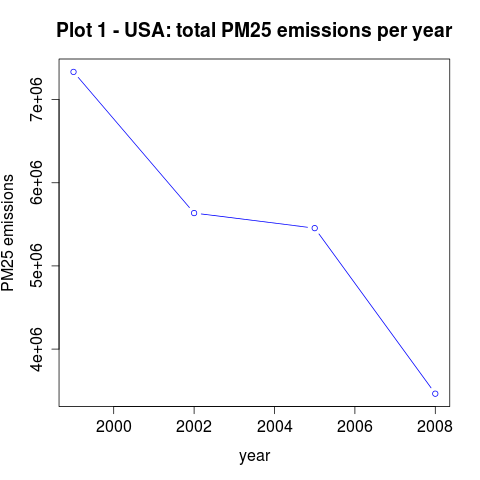 Plot 1 - USA: total PM25 emissions per year
PM25 emissions
7e+06
6e+06
5e+06
4e+06
2000 2002 2004 2006 2008
year